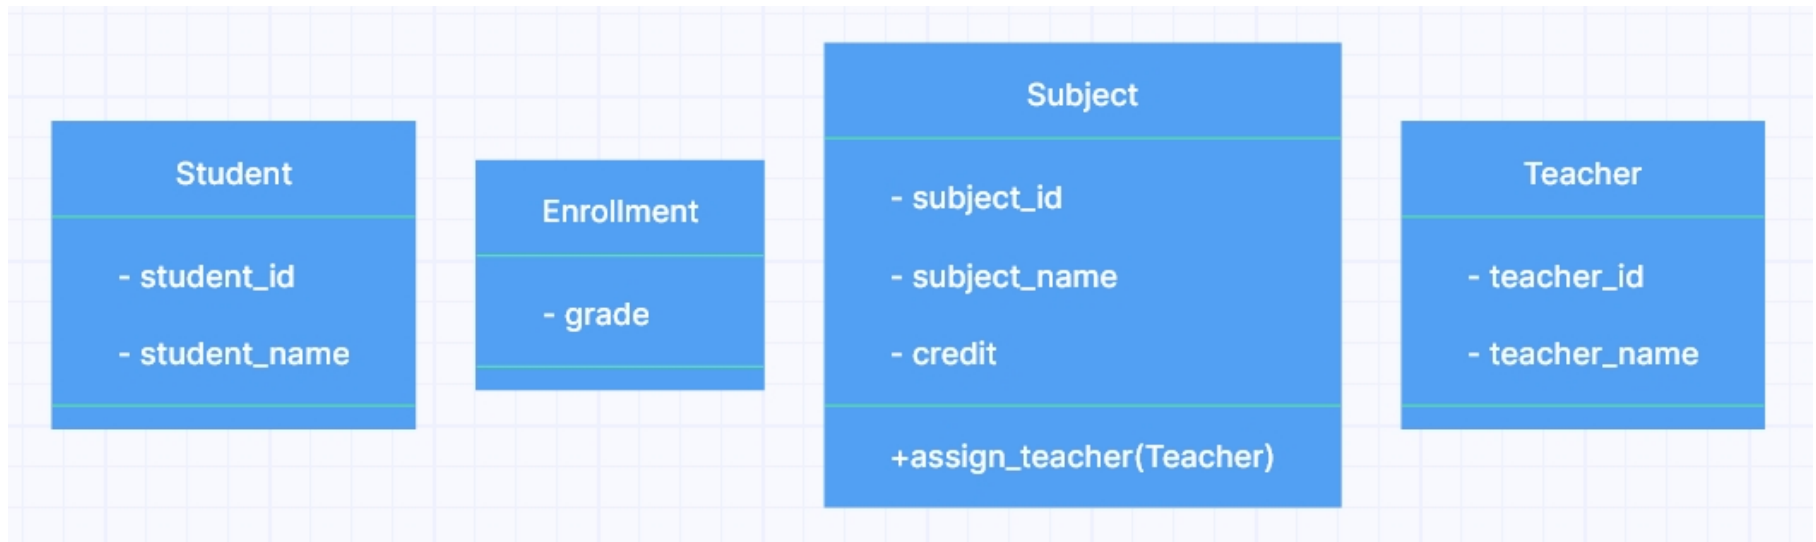 Student
- student_id
- student_name
Enrollment
- grade
Subject
- subject_id
- subject_name
- credit
+assign_teacher(Teacher)
Teacher
- teacher_id
- teacher_name